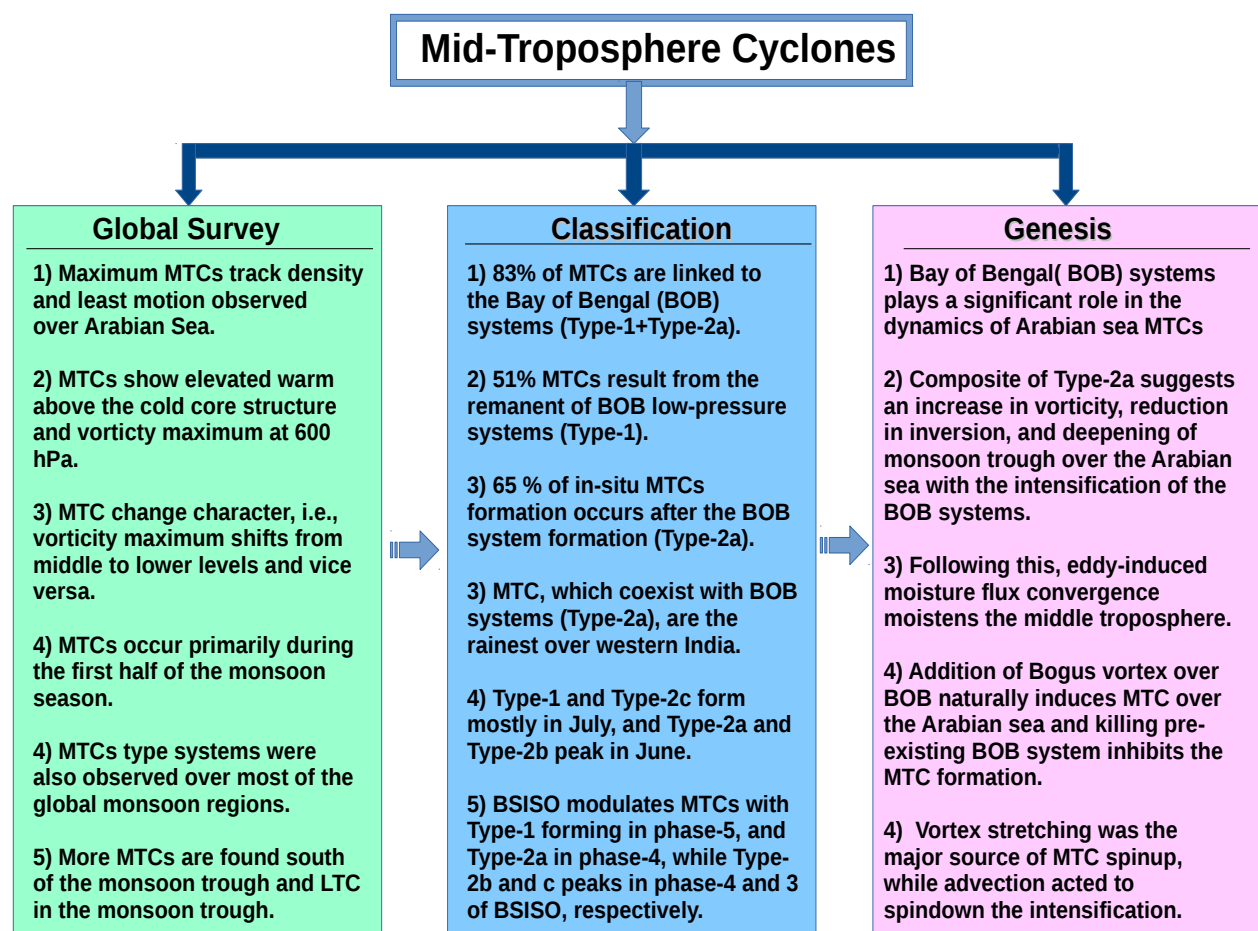 Mid-Troposphere Cyclones
Global Survey
1) Maximum MTCs track density
and least motion observed
over Arabian Sea.
2) MTCs show elevated warm
above the cold core structure
and vorticty maximum at 600
hPa.
3) MTC change character, i.e.,
vorticity maximum shifts from
middle to lower levels and vice
versa.
4) MTCs occur primarily during
the first half of the monsoon
season.
4) MTCs type systems were
also observed over most of the
global monsoon regions.
5) More MTCs are found south
of the monsoon trough and LTC
in the monsoon trough.
Classification
1) 83% of MTCs are linked to
the Bay of Bengal (BOB)
systems (Type-1+Type-2a).
2) 51% MTCs result from the
remanent of BOB low-pressure
systems (Type-1).
3) 65 % of in-situ MTCs
formation occurs after the BOB
system formation (Type-2a).
3) MTC, which coexist with BOB
systems (Type-2a), are the
rainest over western India.
4) Type-1 and Type-2c form
mostly in July, and Type-2a and
Type-2b peak in June.
5) BSISO modulates MTCs with
Type-1 forming in phase-5, and
Type-2a in phase-4, while Type-
2b and c peaks in phase-4 and 3
of BSISO, respectively.
Genesis
1) Bay of Bengal( BOB) systems
plays a significant role in the
dynamics of Arabian sea MTCs
2) Composite of Type-2a suggests
an increase in vorticity, reduction
in inversion, and deepening of
monsoon trough over the Arabian
sea with the intensification of the
BOB systems.
3) Following this, eddy-induced
moisture flux convergence
moistens the middle troposphere.
4) Addition of Bogus vortex over
BOB naturally induces MTC over
the Arabian sea and killing pre-
existing BOB system inhibits the
MTC formation.
4) Vortex stretching was the
major source of MTC spinup,
while advection acted to
spindown the intensification.